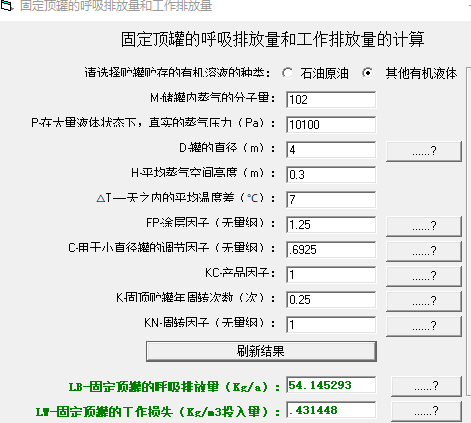 固定顶罐的呼吸排放量和工作排放量
固定顶罐的呼吸排放量和工作排放量的计算
请选择贮罐贮存的有机溶液的种类： 石油原油 其他有机液体
M-储罐内蒸气的分子量： 102
P-在大量液体状态下，真实的蒸气压力（Pa）： 10100
D-罐的直径（m）： 4 ......?
H-平均蒸气空间高度（m）： 0.3
△T-一天之内的平均温度差（℃）： 7
FP-涂层因子（无量纲）： 1.25 ......?
C-用于小直径罐的调节因子（无量纲）： .6925 ......?
KC-产品因子： 1 ......?
K-固顶贮罐年周转次数（次）： 0.25 ......?
KN-周转因子（无量纲）： 1 ......?
刷新结果
LB-固定顶罐的呼吸排放量（Kg/a）： 54.145293 ......?
LW-固定顶罐的工作损失（Kg/m3投入量）： .431448 ......?